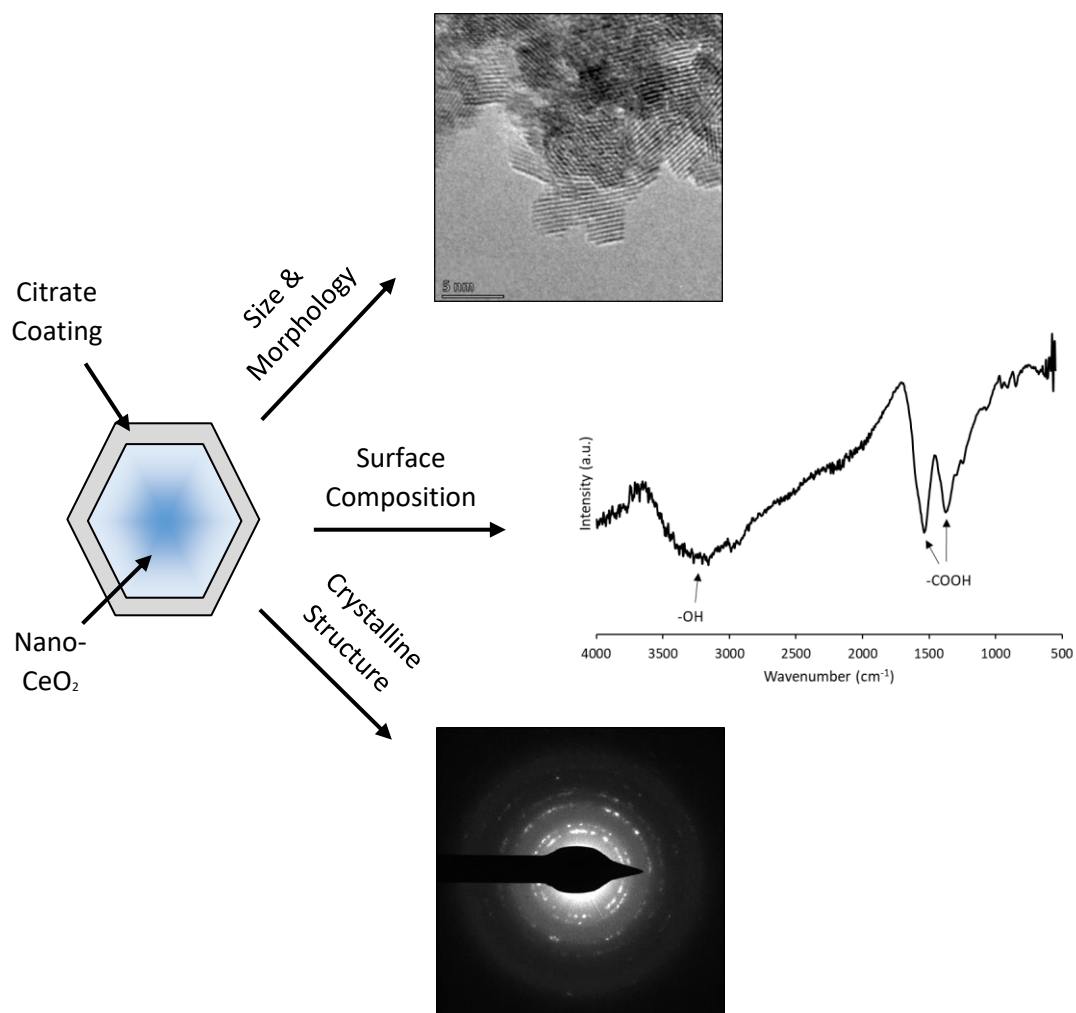 Citrate
Coating
Nano-
CeO₂
Size &
Morphology
5 nm
Surface
Composition
Intensity (a.u.)
-OH
-COOH
4000 3500 3000 2500 2000 1500 1000 500
Wavenumber (cm⁻¹)
Crystalline
Structure